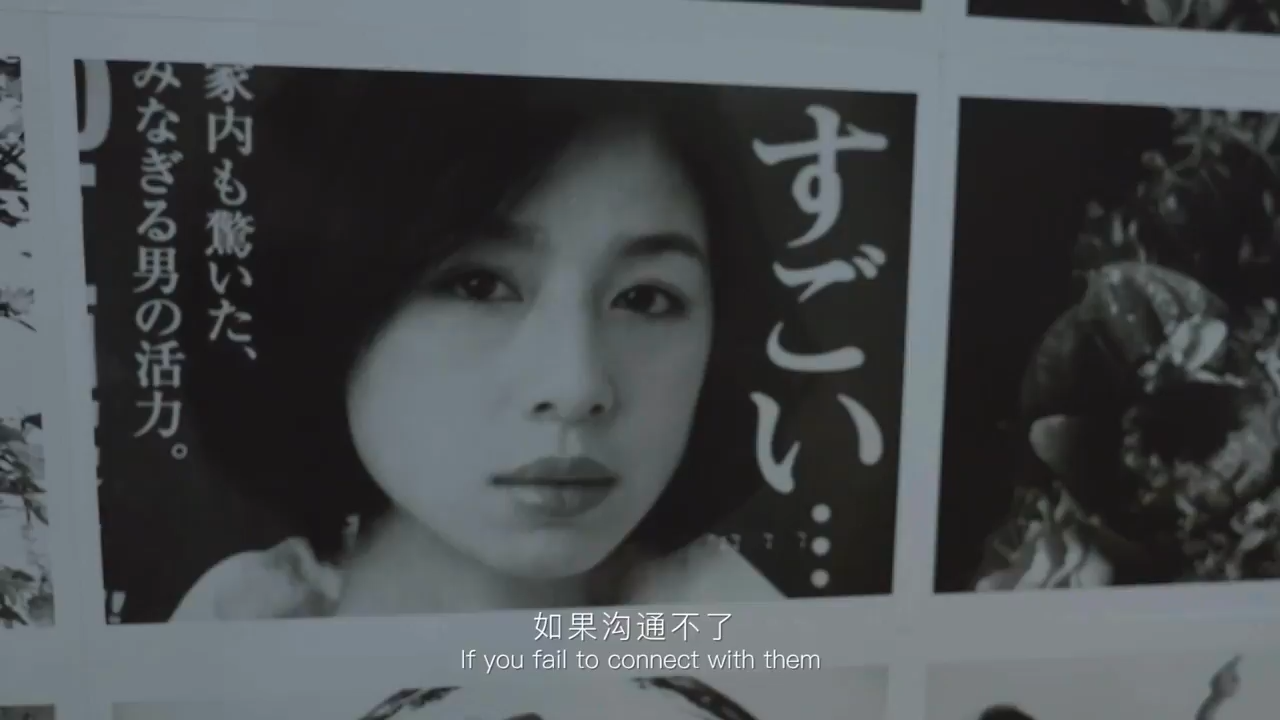 すごい…
家内も驚いた、
みなぎる男の活力。
如果沟通不了
If you fail to connect with them